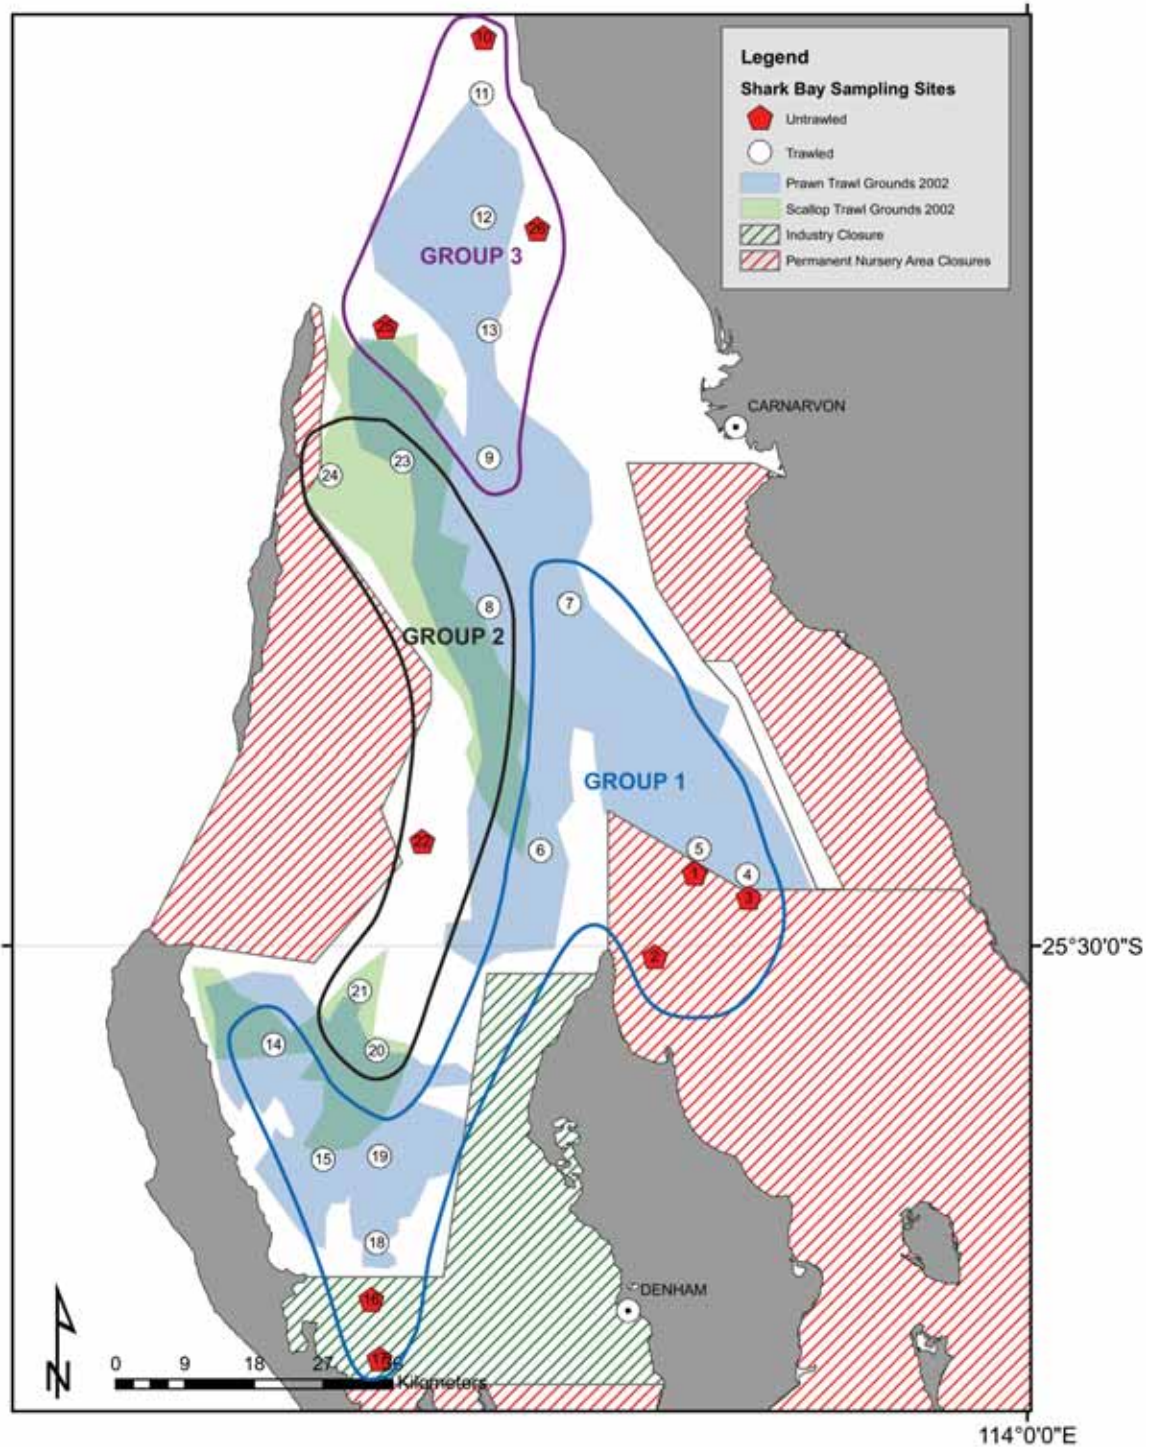 Legend
Shark Bay Sampling Sites
Untrawled
Trawled
Prawn Trawl Grounds 2002
Scallop Trawl Grounds 2002
Industry Closure
Permanent Nursery Area Closures
10
11
12
26
GROUP 3
25
13
CARNARVON
9
23
24
7
8
GROUP 2
GROUP 1
22
6
5
1
4
3
25°30'0"S
2
21
14
20
15
19
18
DENHAM
16
17
0 9 18 27 36
Kilometers
N
114°0'0"E